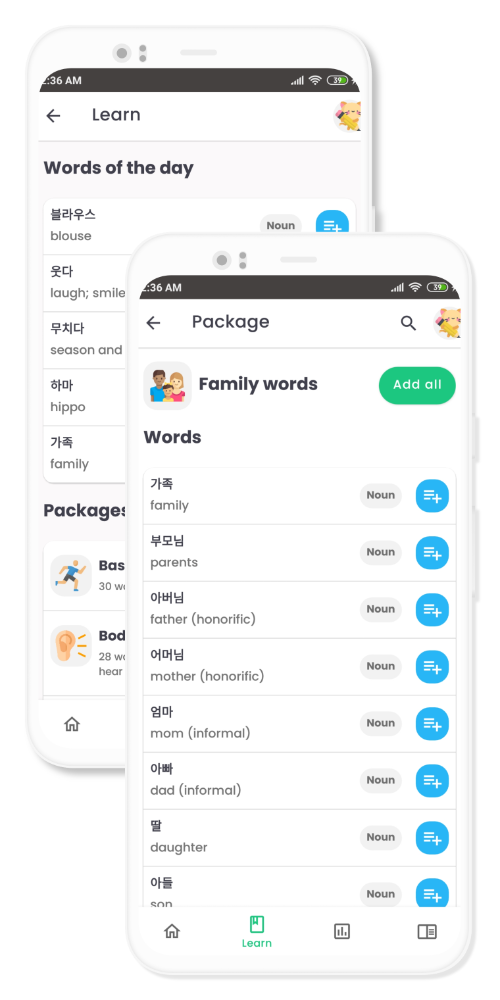 :36 AM
39
Learn
Words of the day
블라우스
blouse
Noun
웃다
laugh; smile
무치다
season and
하마
hippo
가족
family
Packages
Bas
30 wo
Bod
28 wo
hear
:36 AM
39
Package
Family words
Add all
Words
가족
family
Noun
부모님
parents
Noun
아버님
father (honorific)
Noun
어머님
mother (honorific)
Noun
엄마
mom (informal)
Noun
아빠
dad (informal)
Noun
딸
daughter
Noun
아들
son
Noun
Learn